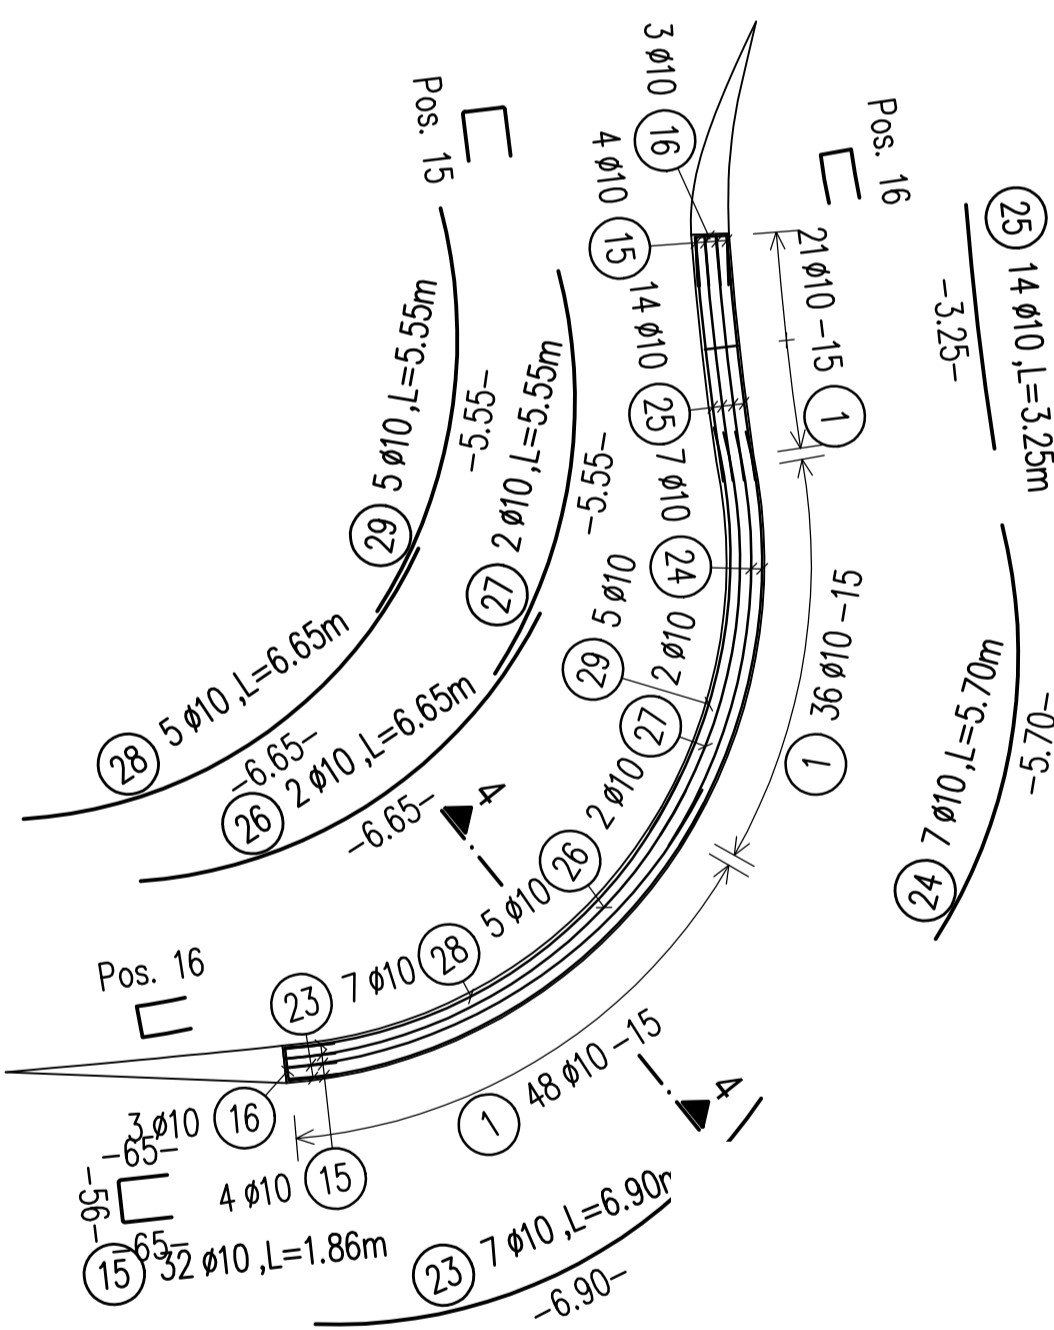 3 ø10 16
4 ø10 15
Pos. 15
Pos. 16
25 14 ø10 ,L=3.25m
-3.25-
21 ø10 -15 1
14 ø10 25
7 ø10 24
29 5 ø10 ,L=5.55m
-5.55-
27 2 ø10 ,L=5.55m
-5.55-
29 5 ø10
27 2 ø10
1 36 ø10 -15
24 7 ø10 ,L=5.70m
-5.70-
28 5 ø10 ,L=6.65m
-6.65-
26 2 ø10 ,L=6.65m
-6.65-
4
26 2 ø10
28 5 ø10
23 7 ø10
Pos. 16
1 48 ø10 -15
4
3 ø10 16
4 ø10 15
-65-
-56-
-65-
15 32 ø10 ,L=1.86m
23 7 ø10 ,L=6.90
-6.90-